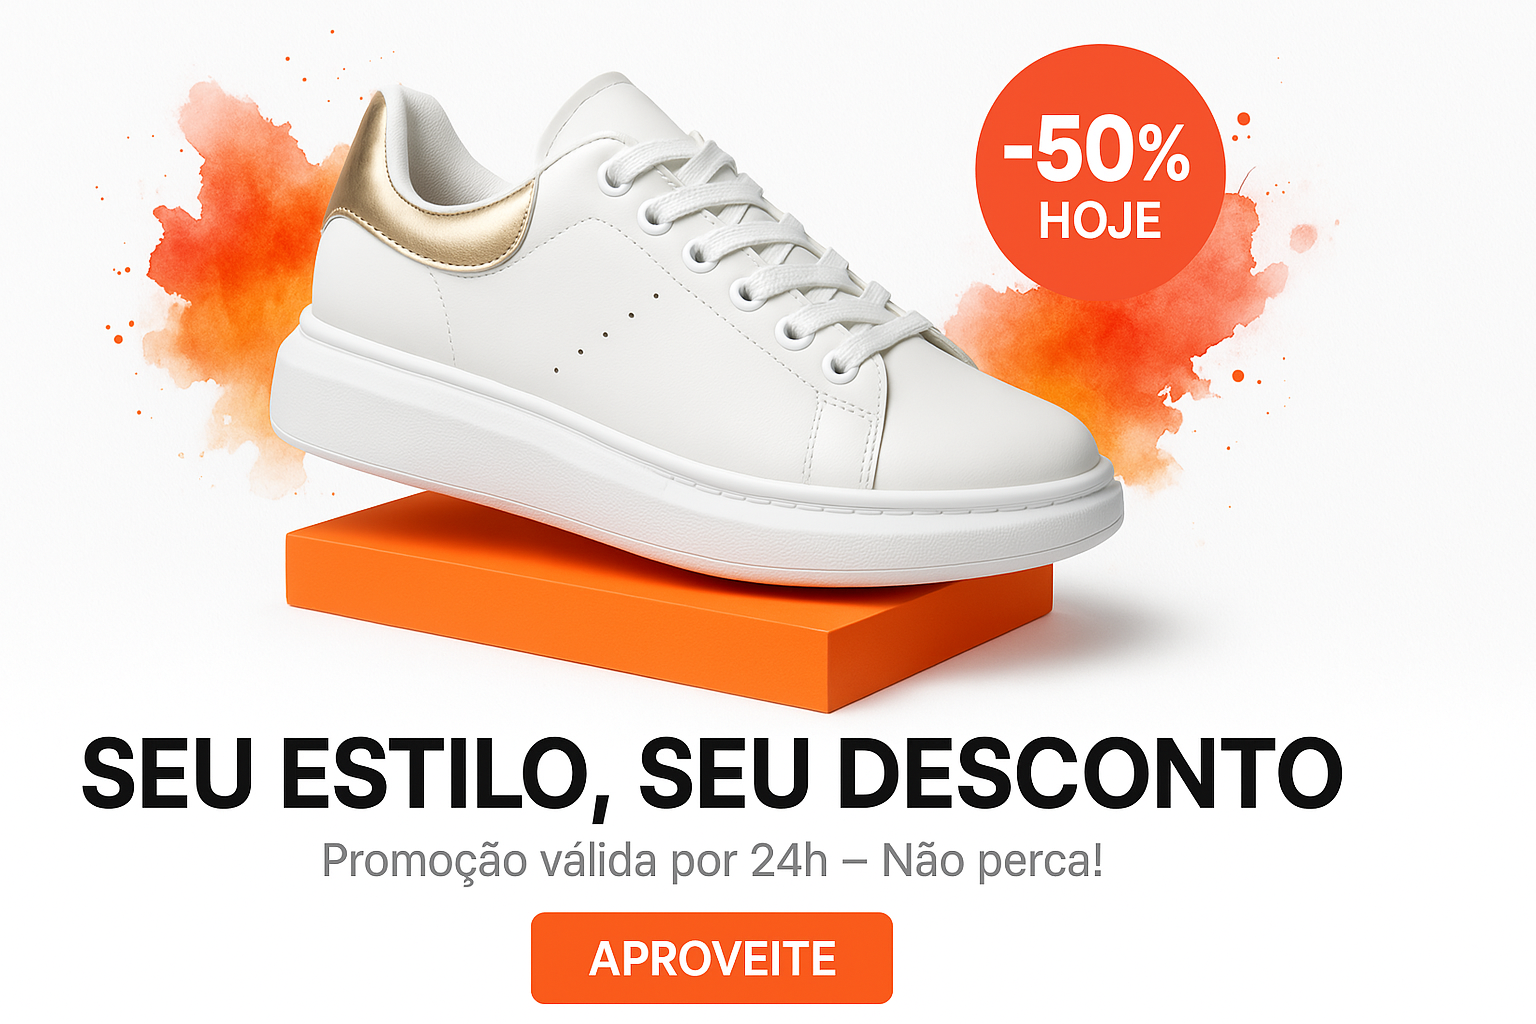 -50%
HOJE
SEU ESTILO, SEU DESCONTO
Promoção válida por 24h – Não perca!
APROVEITE